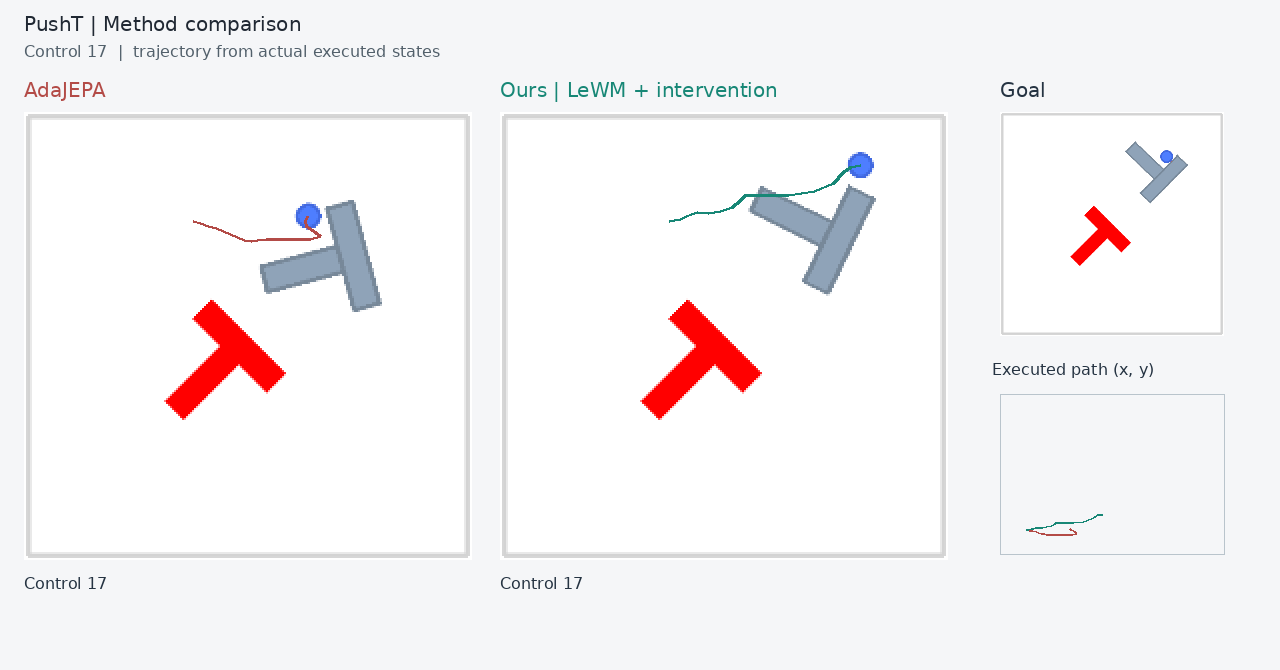 PushT | Method comparison
Control 17 | trajectory from actual executed states
AdaJEPA
Ours | LeWM + intervention
Goal
Executed path (x, y)
Control 17
Control 17